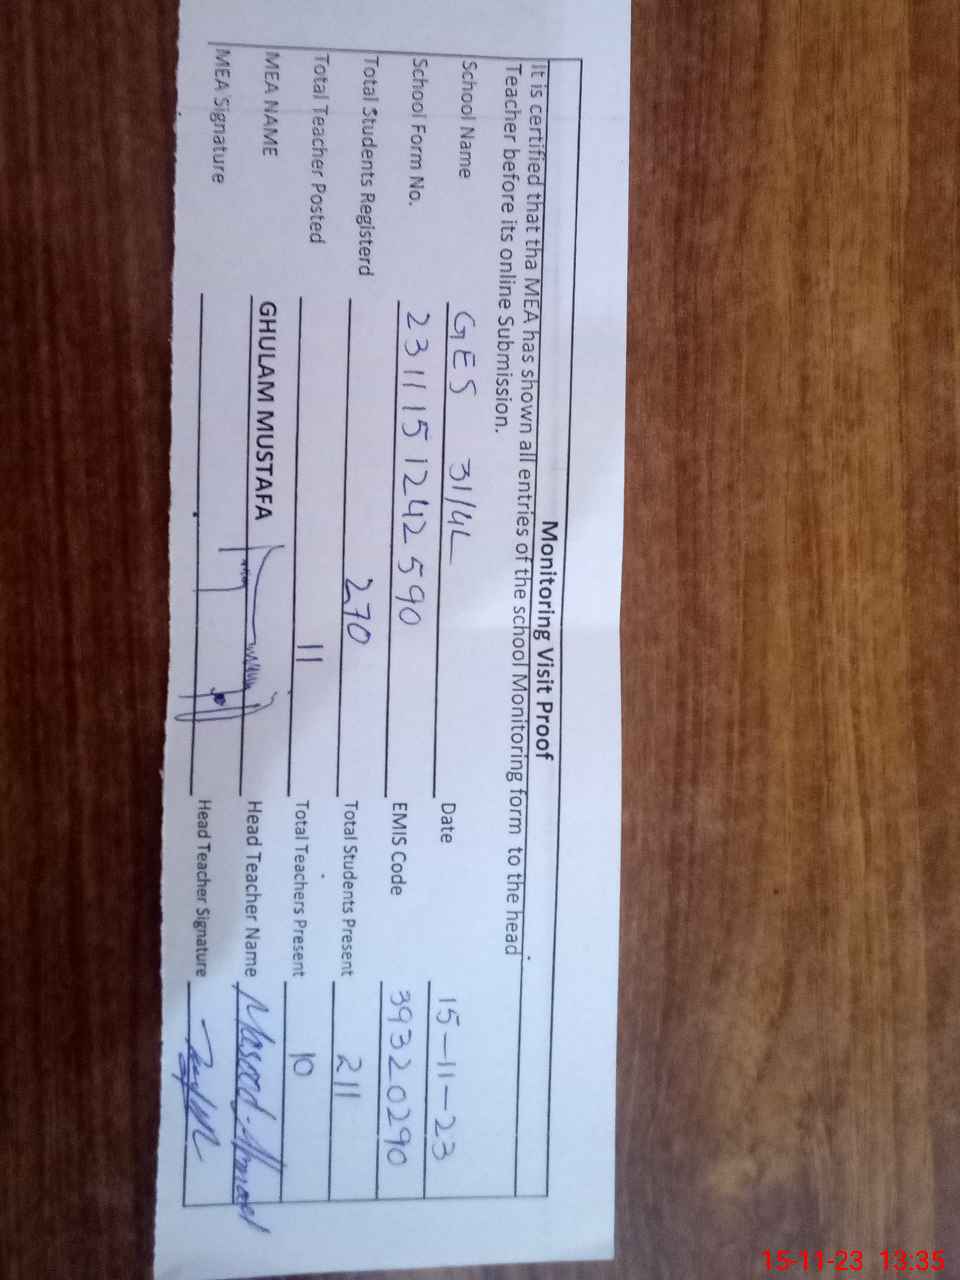 Monitoring Visit Proof
It is certified that tha MEA has shown all entries of the school Monitoring form to the head
Teacher before its online Submission.
School Name GES 31/4L Date 15-11-23
School Form No. 2311151242590 EMIS Code 39320290
Total Students Registerd 270 Total Students Present 211
Total Teacher Posted 11 Total Teachers Present 10
MEA NAME GHULAM MUSTAFA Head Teacher Name Masood Ahmad
MEA Signature Head Teacher Signature
15-11-23 13:35